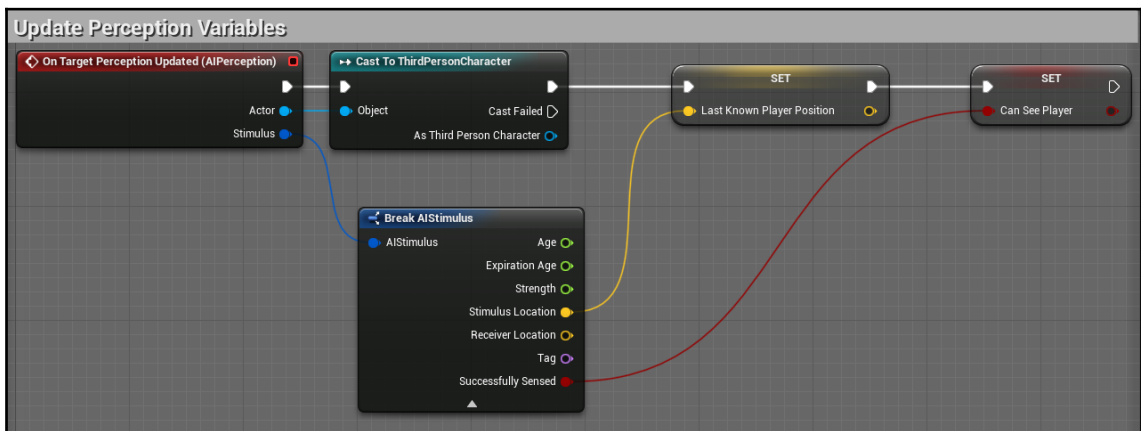 Update Perception Variables
On Target Perception Updated (AIPerception)
Actor
Stimulus
Cast To ThirdPersonCharacter
Object
Cast Failed
As Third Person Character
SET
Last Known Player Position
SET
Can See Player
Break AIStimulus
AIStimulus
Age
Expiration Age
Strength
Stimulus Location
Receiver Location
Tag
Successfully Sensed